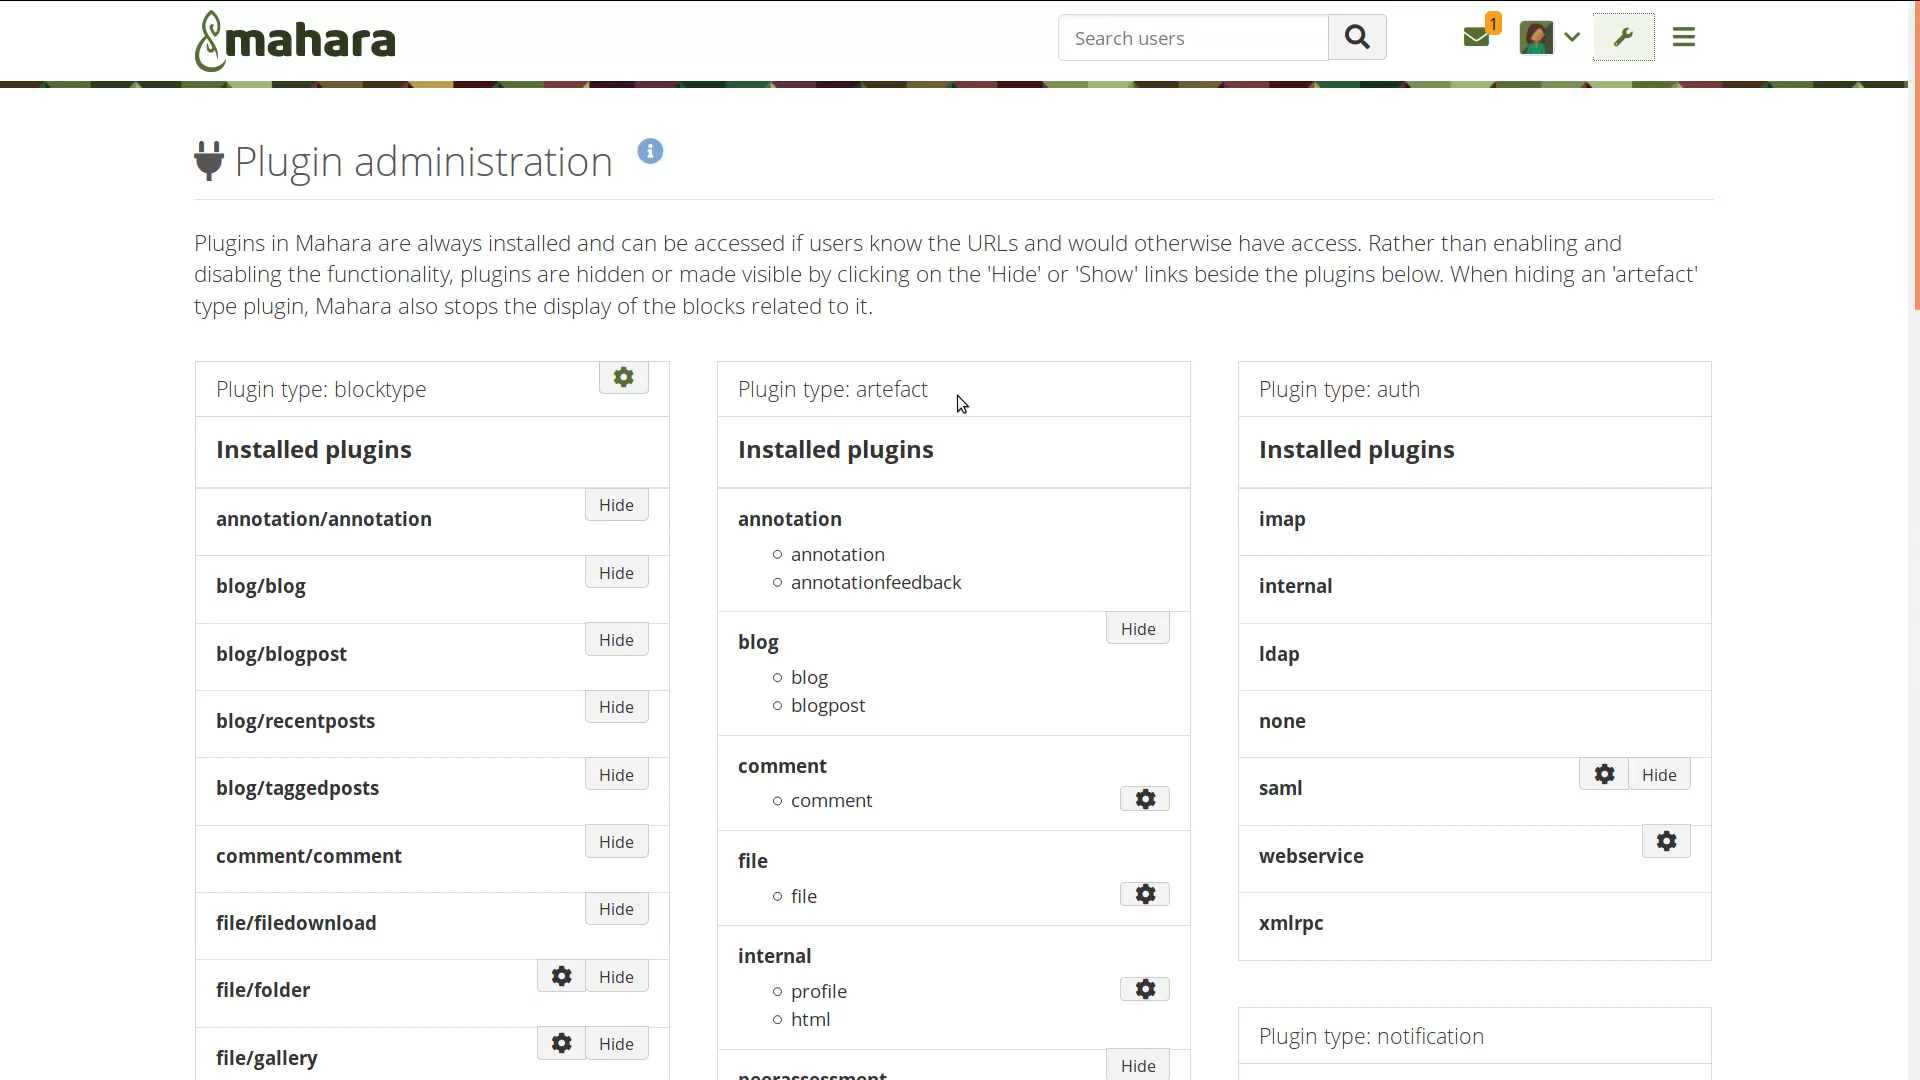 mahara
Search users
1
Plugin administration
Plugins in Mahara are always installed and can be accessed if users know the URLs and would otherwise have access. Rather than enabling and
disabling the functionality, plugins are hidden or made visible by clicking on the 'Hide' or 'Show' links beside the plugins below. When hiding an 'artefact'
type plugin, Mahara also stops the display of the blocks related to it.
Plugin type: blocktype
Installed plugins
annotation/annotation
Hide
blog/blog
Hide
blog/blogpost
Hide
blog/recentposts
Hide
blog/taggedposts
Hide
comment/comment
Hide
file/filedownload
Hide
file/folder
Hide
file/gallery
Hide
Plugin type: artefact
Installed plugins
annotation
annotation
annotationfeedback
blog
Hide
blog
blogpost
comment
comment
file
file
internal
profile
html
peerassessment
Hide
Plugin type: auth
Installed plugins
imap
internal
ldap
none
saml
Hide
webservice
xmlrpc
Plugin type: notification